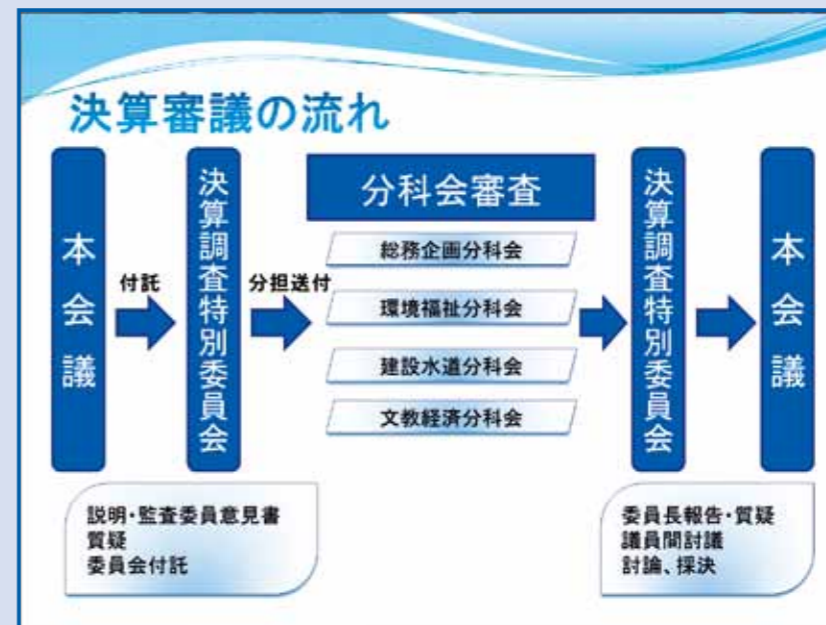 決算審議の流れ
本会議
付託
決算調査特別委員会
分担送付
分科会審査
総務企画分科会
環境福祉分科会
建設水道分科会
文教経済分科会
決算調査特別委員会
本会議
説明・監査委員意見書
質疑
委員会付託
委員長報告・質疑
議員間討議
討論、採決